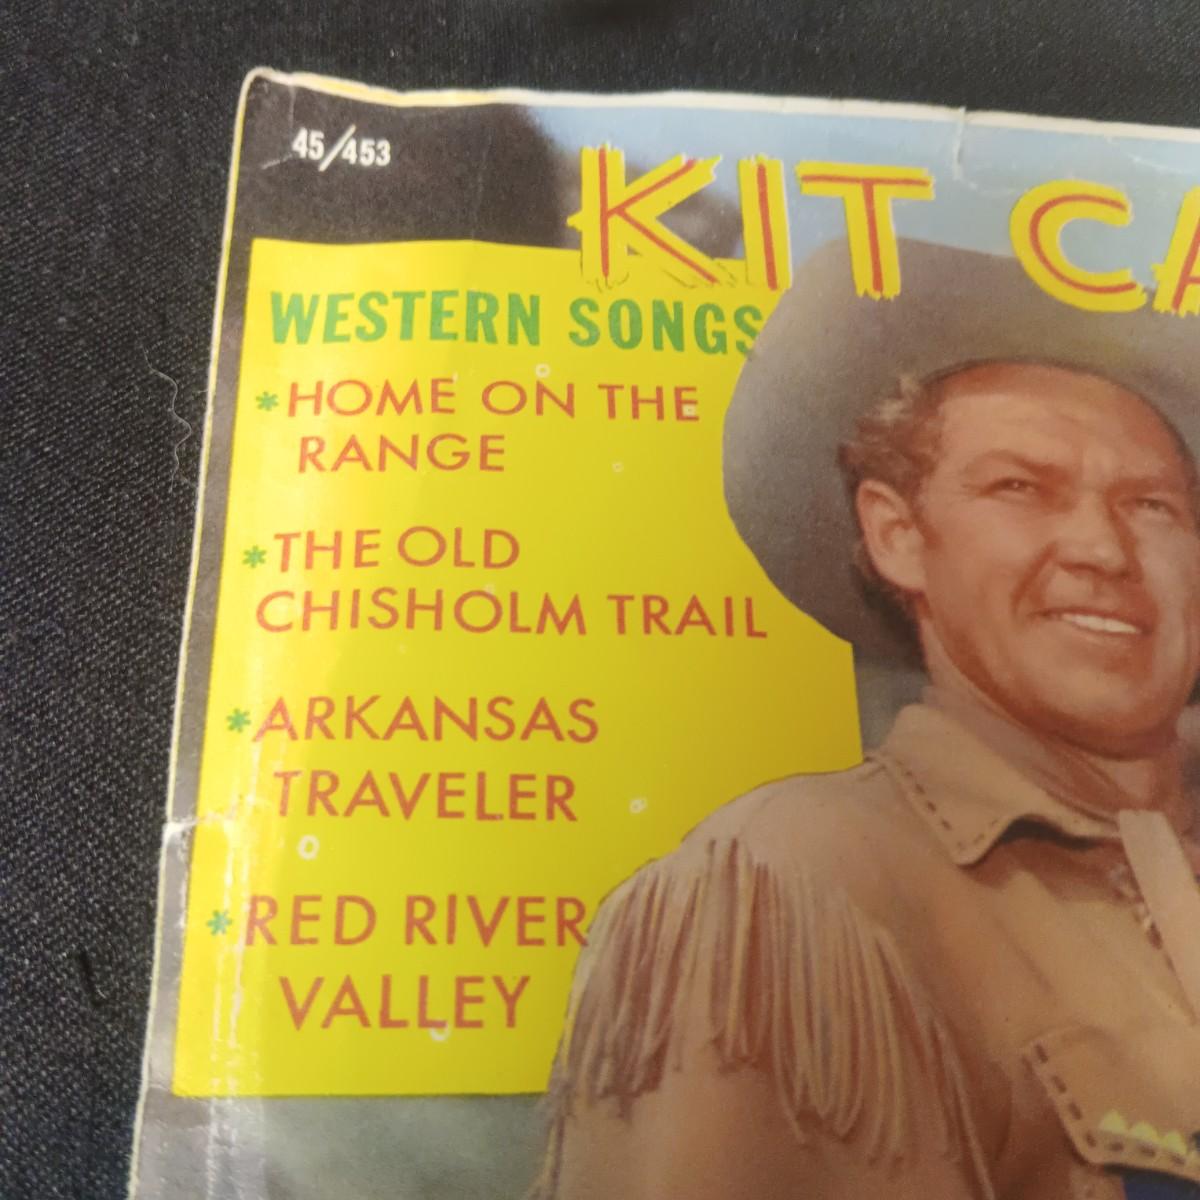 45/453
KIT CA
WESTERN SONGS
*HOME ON THE
RANGE
*THE OLD
CHISHOLM TRAIL
*ARKANSAS
TRAVELER
*RED RIVER
VALLEY